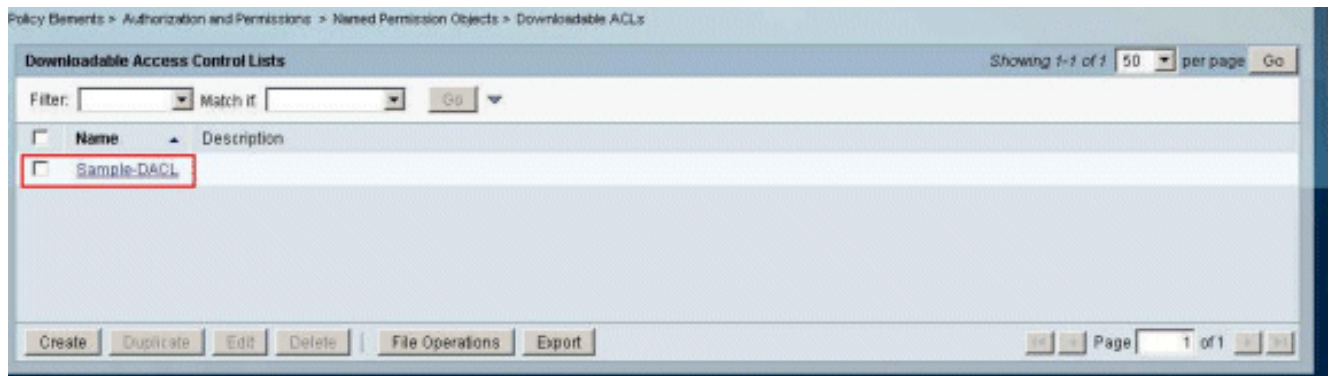 Policy Elements > Authorization and Permissions > Named Permission Objects > Downloadable ACLs
Downloadable Access Control Lists Showing 1-1 of 1 50 per page Go
Filter: Match if: Go
Name Description
Sample-DACL
Create Duplicate Edit Delete | File Operations Export Page 1 of 1